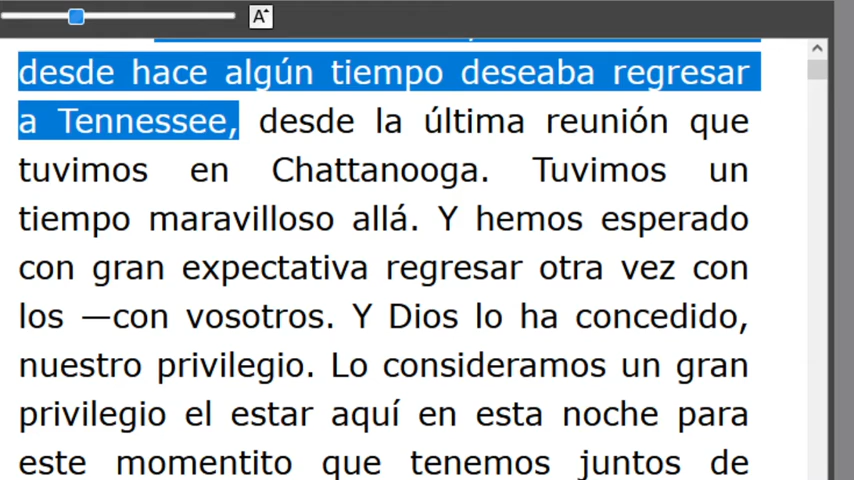 A
desde hace algún tiempo deseaba regresar
a Tennessee, desde la última reunión que
tuvimos en Chattanooga. Tuvimos un
tiempo maravilloso allá. Y hemos esperado
con gran expectativa regresar otra vez con
los —con vosotros. Y Dios lo ha concedido,
nuestro privilegio. Lo consideramos un gran
privilegio el estar aquí en esta noche para
este momentito que tenemos juntos de